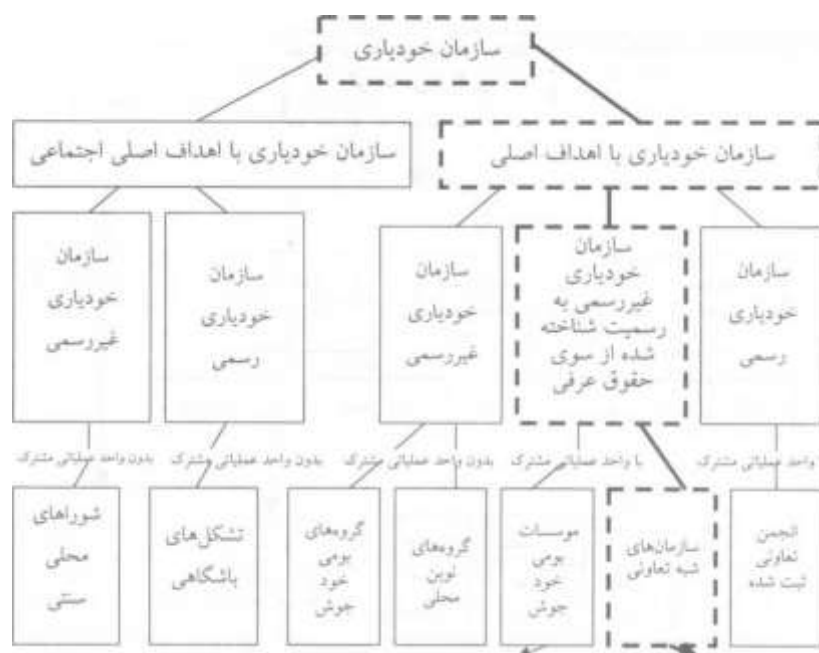 سازمان خودیاری
سازمان خودیاری با اهداف اصلی
سازمان خودیاری با اهداف اصلی اجتماعی
سازمان
خودیاری
رسمی
سازمان
خودیاری
غیررسمی به
رسمیت شناخته
شده از سوی
حقوق عرفی
سازمان
خودیاری
غیررسمی
سازمان
خودیاری
رسمی
سازمان
خودیاری
غیررسمی
واحد عملیاتی مشترک
با واحد عملیاتی مشترک
بدون واحد عملیاتی مشترک
بدون واحد عملیاتی مشترک
بدون واحد عملیاتی مشترک
انجمن
تعاونی
ثبت شده
سازمان‌های
شبه تعاونی
موسسات
بومی
خود
جوش
گروه‌های
نوین
محلی
گروه‌های
بومی
خود
جوش
تشکل‌های
باشگاهی
شوراهای
محلی
سنتی